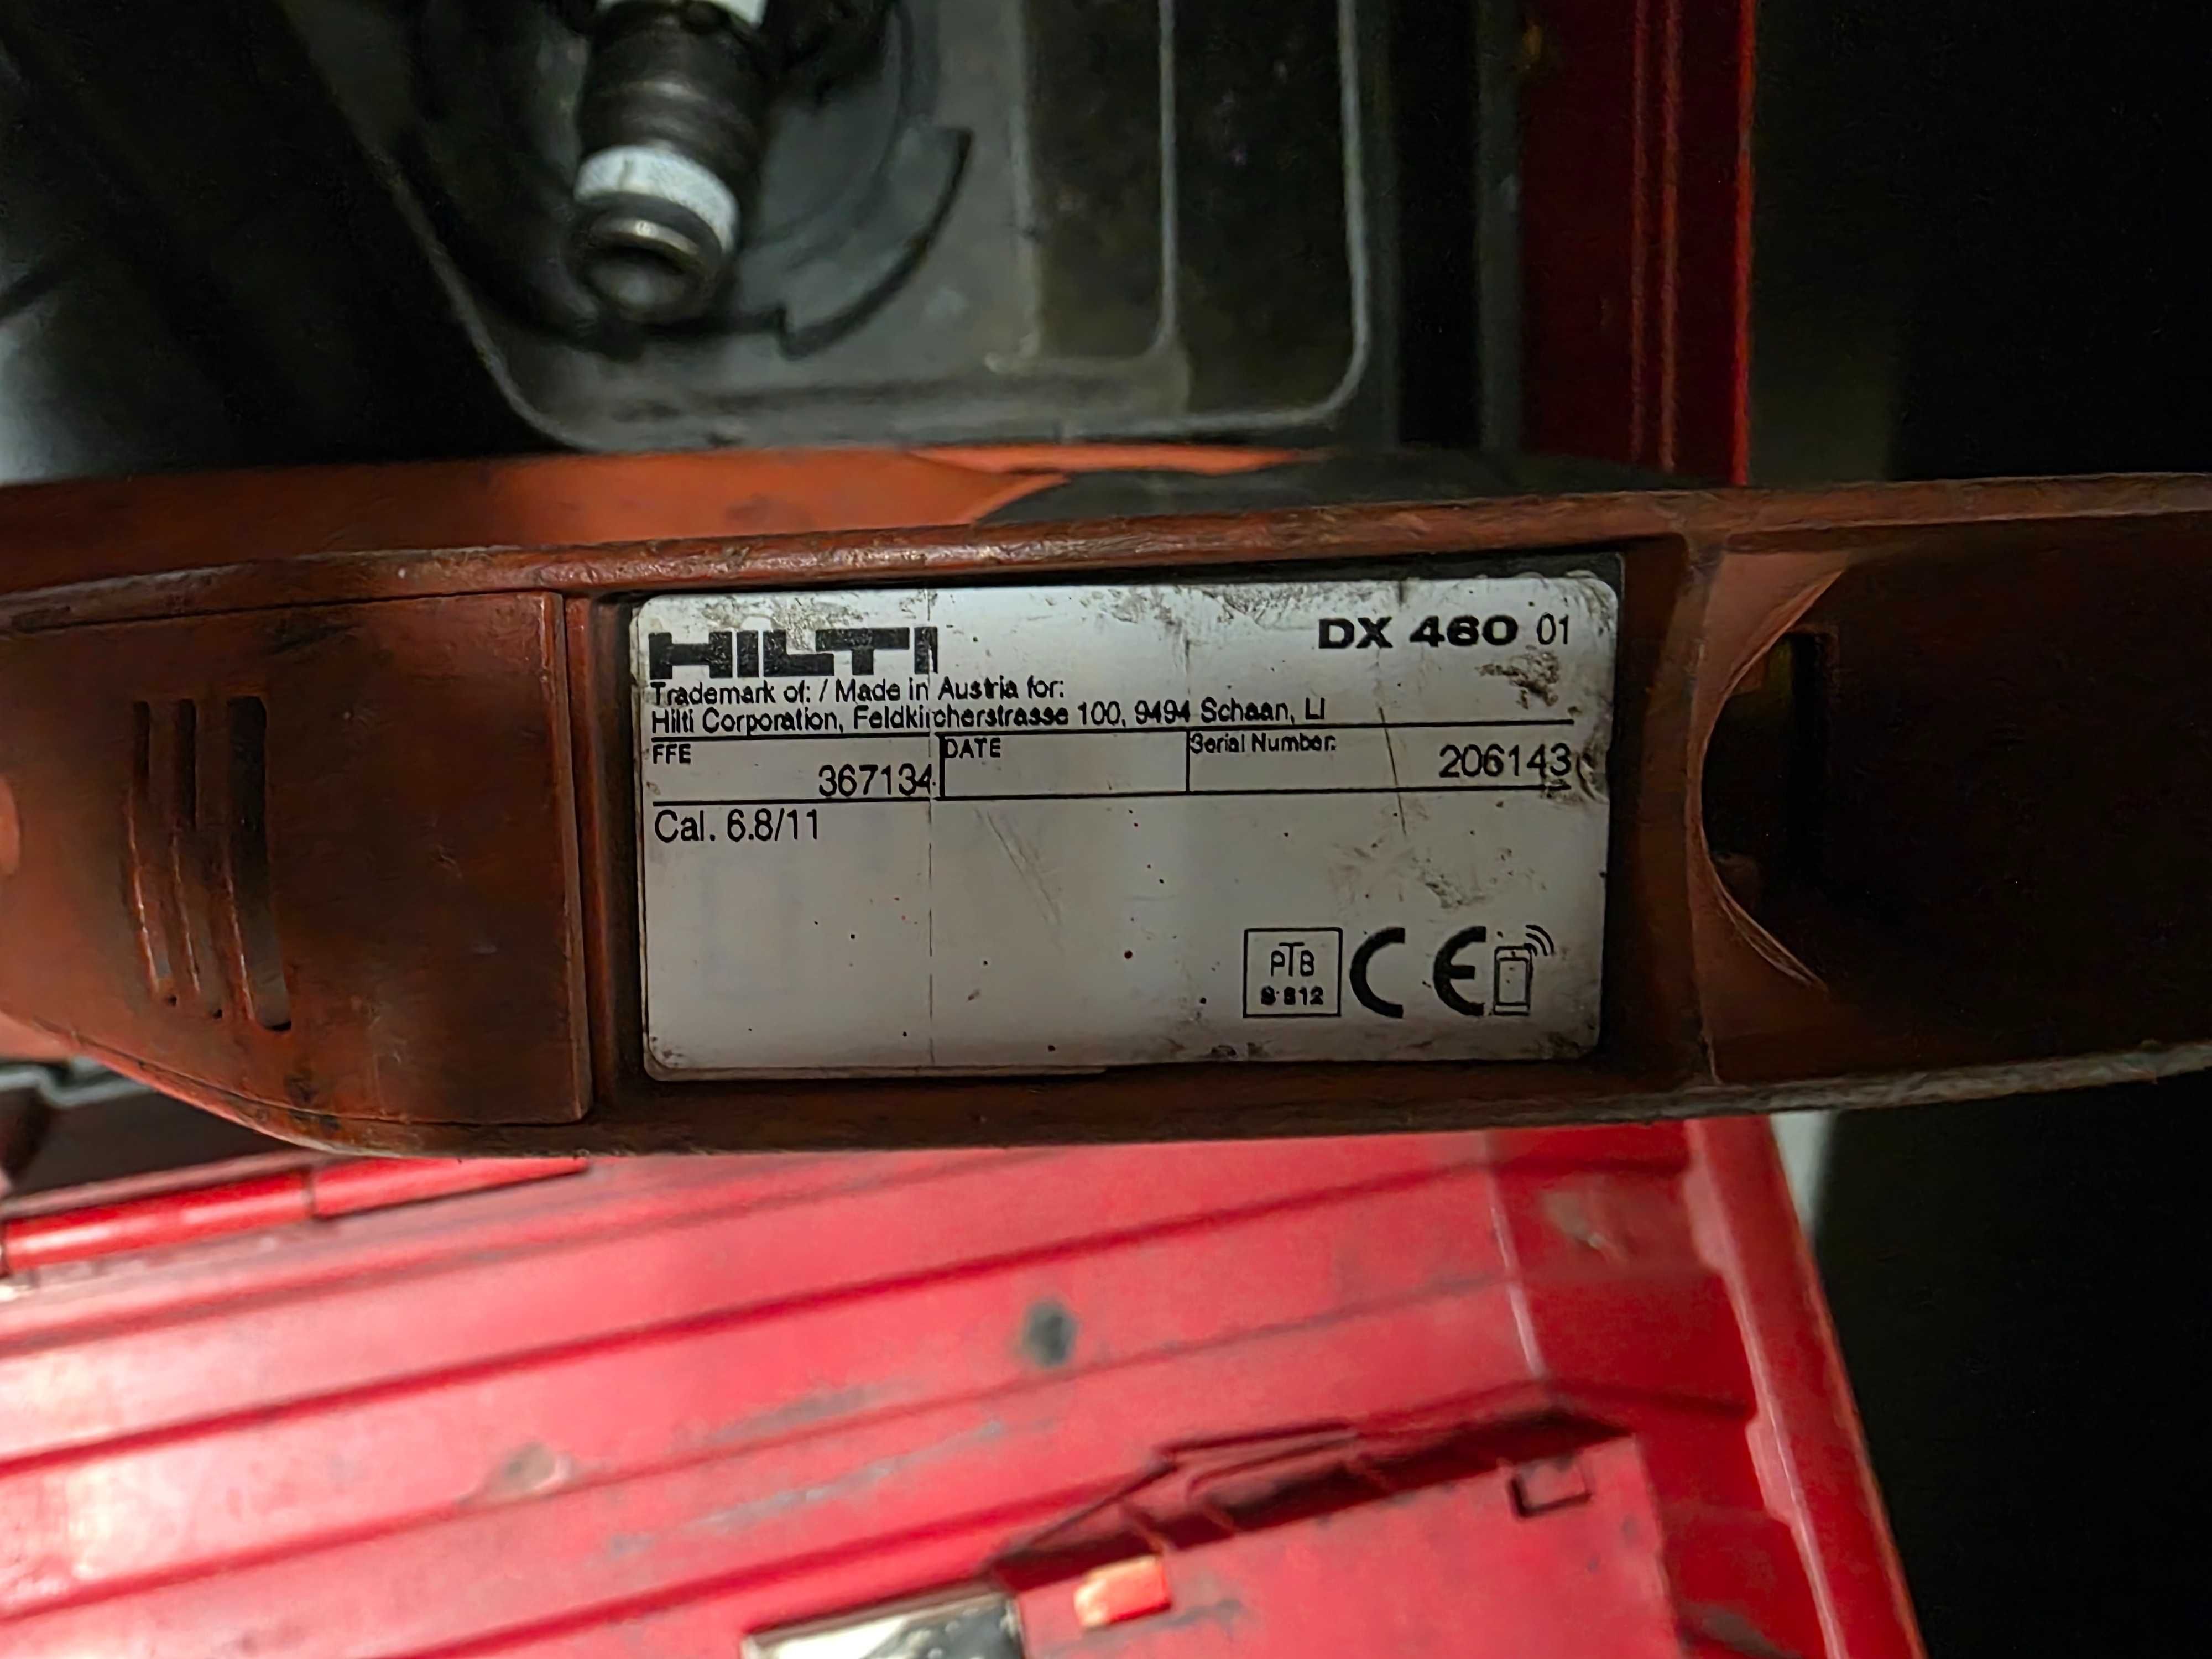 HILTI DX 460 01
Trademark of: / Made in Austria for:
Hilti Corporation, Feldkircherstrasse 100, 9494 Schaan, LI
FFE DATE Serial Number:
367134 206143
Cal. 6.8/11
PTB CE
S 812